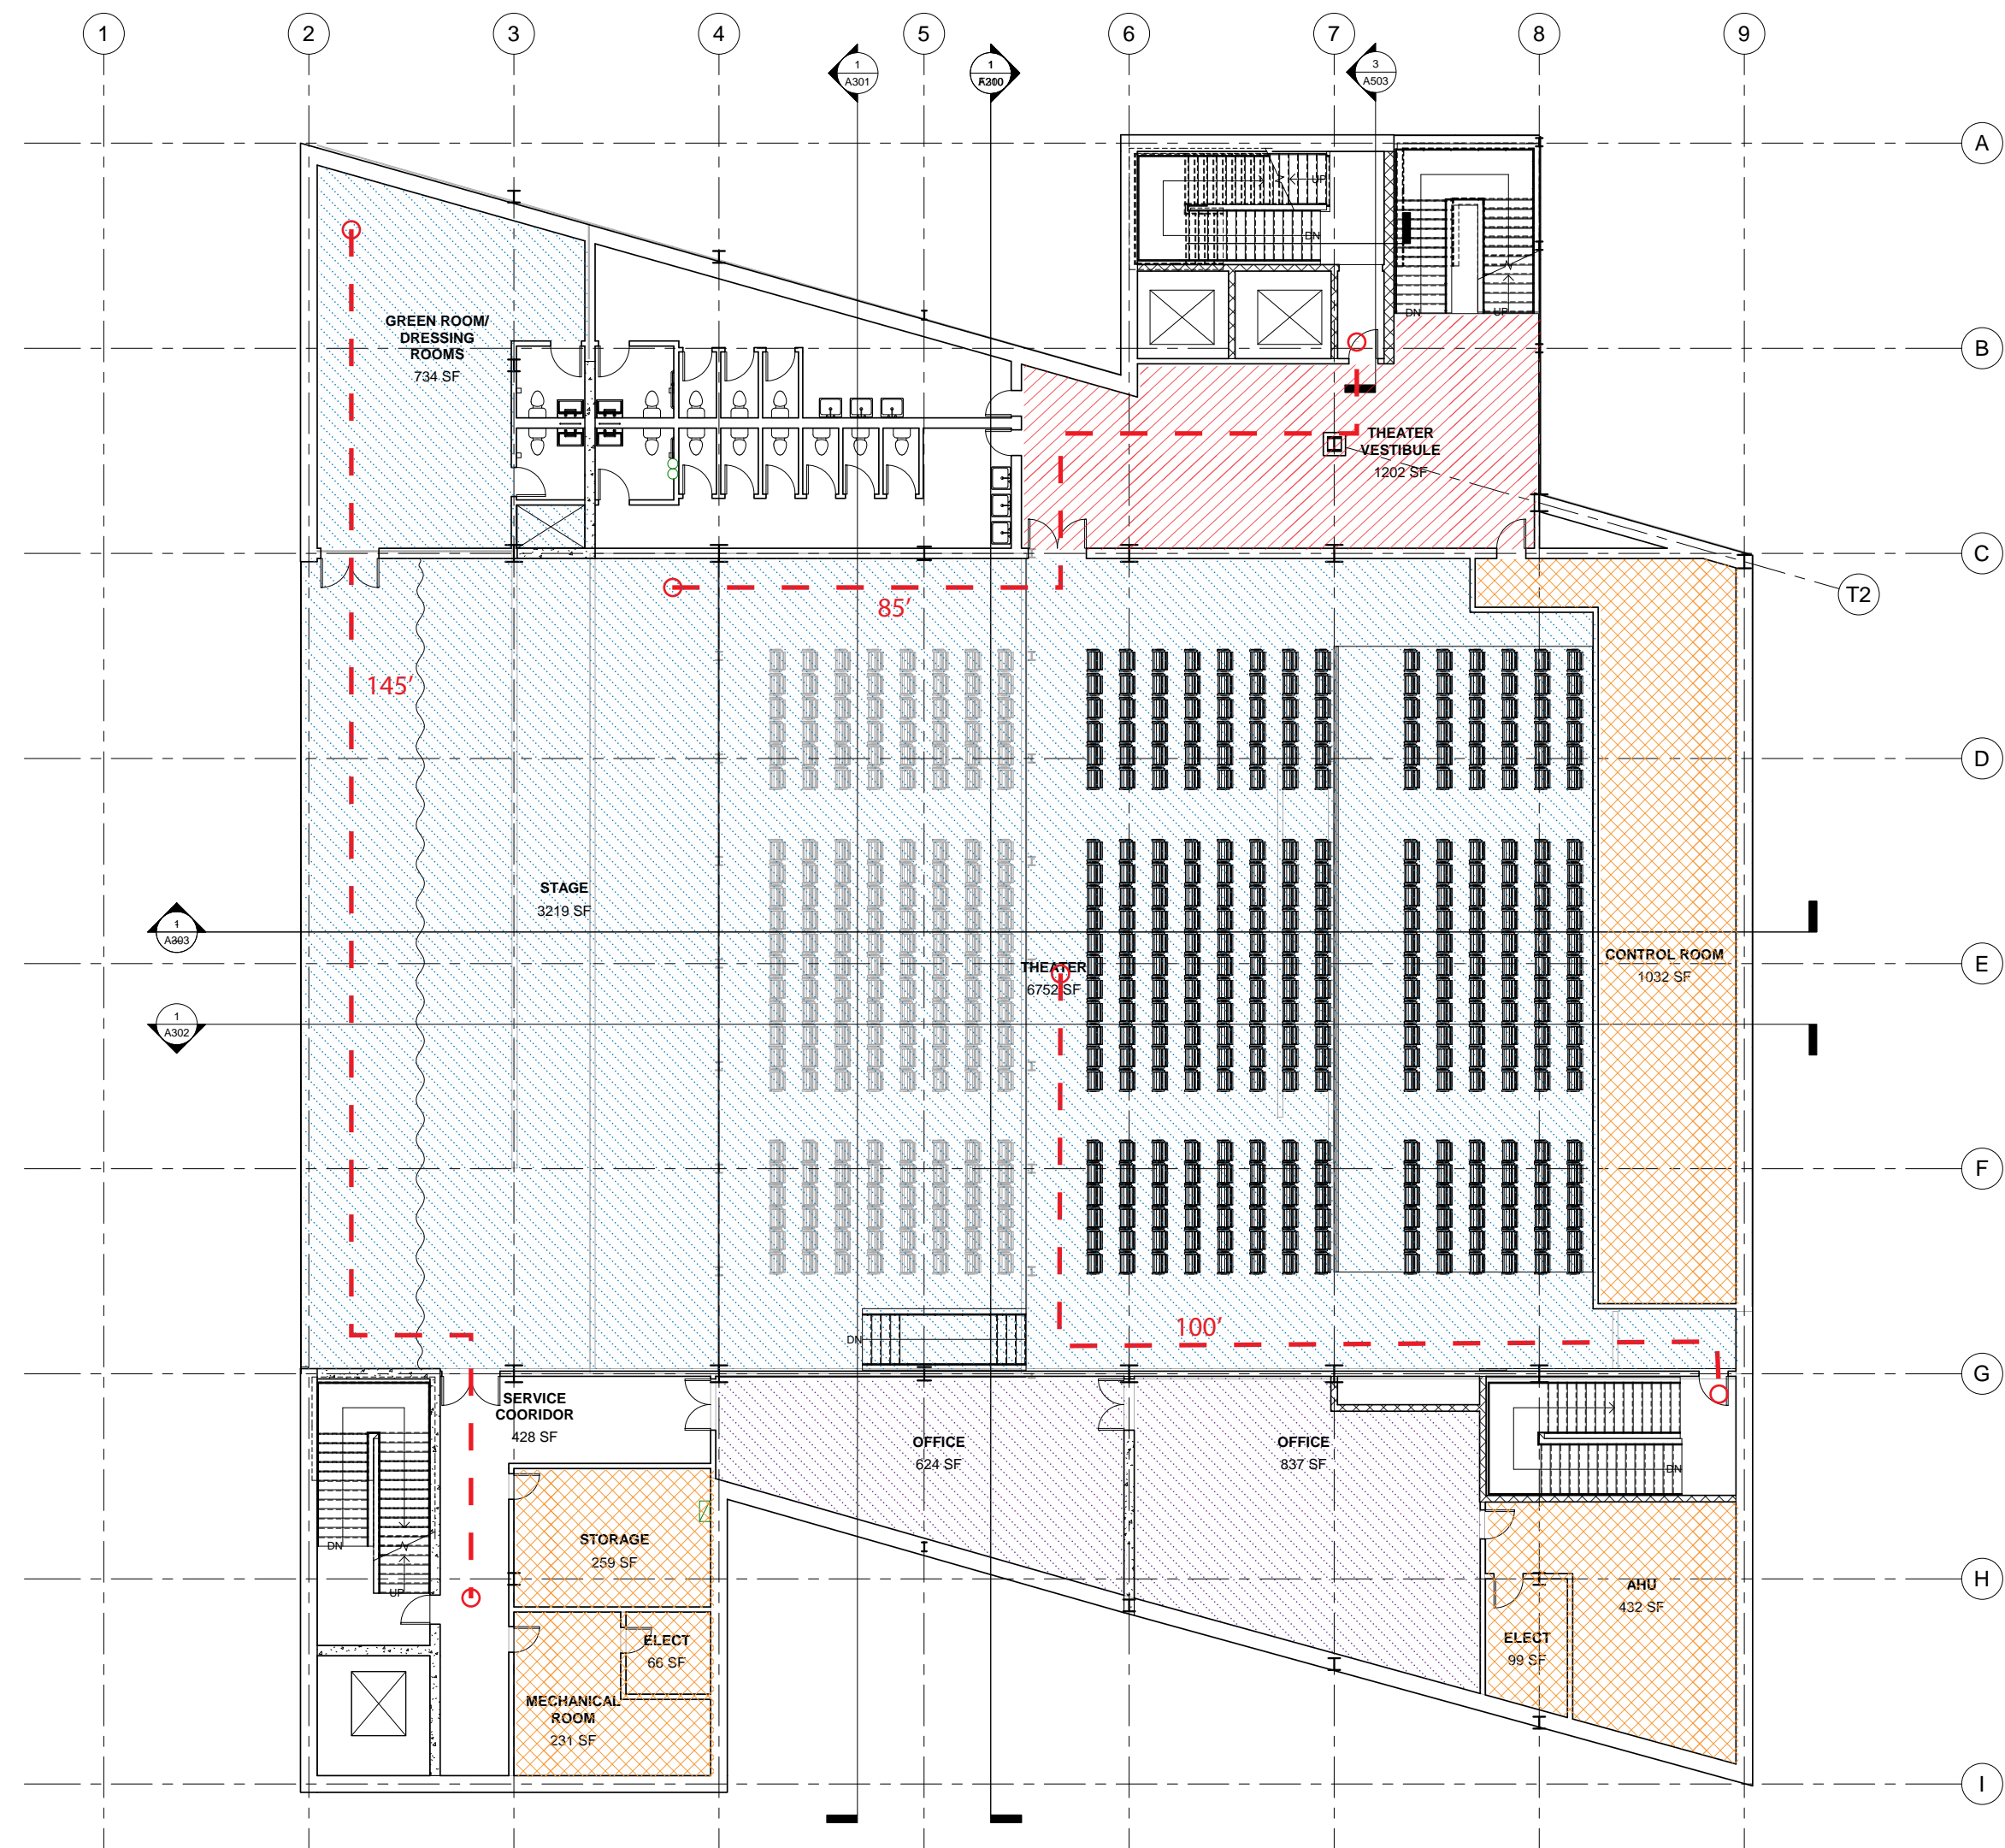 1
2
3
4
5
6
7
8
9
1
A301
1
3
A503
A
UP
DN
DN
UP
B
GREEN ROOM/
DRESSING
ROOMS
734 SF
THEATER
VESTIBULE
1202 SF
C
T2
85'
145'
D
STAGE
3219 SF
1
A303
THEATER
6752 SF
CONTROL ROOM
1032 SF
E
1
A302
F
DN
100'
G
SERVICE
COORIDOR
428 SF
OFFICE
624 SF
OFFICE
837 SF
DN
STORAGE
259 SF
DN
UP
H
AHU
432 SF
ELECT
66 SF
ELECT
99 SF
MECHANICAL
ROOM
231 SF
I